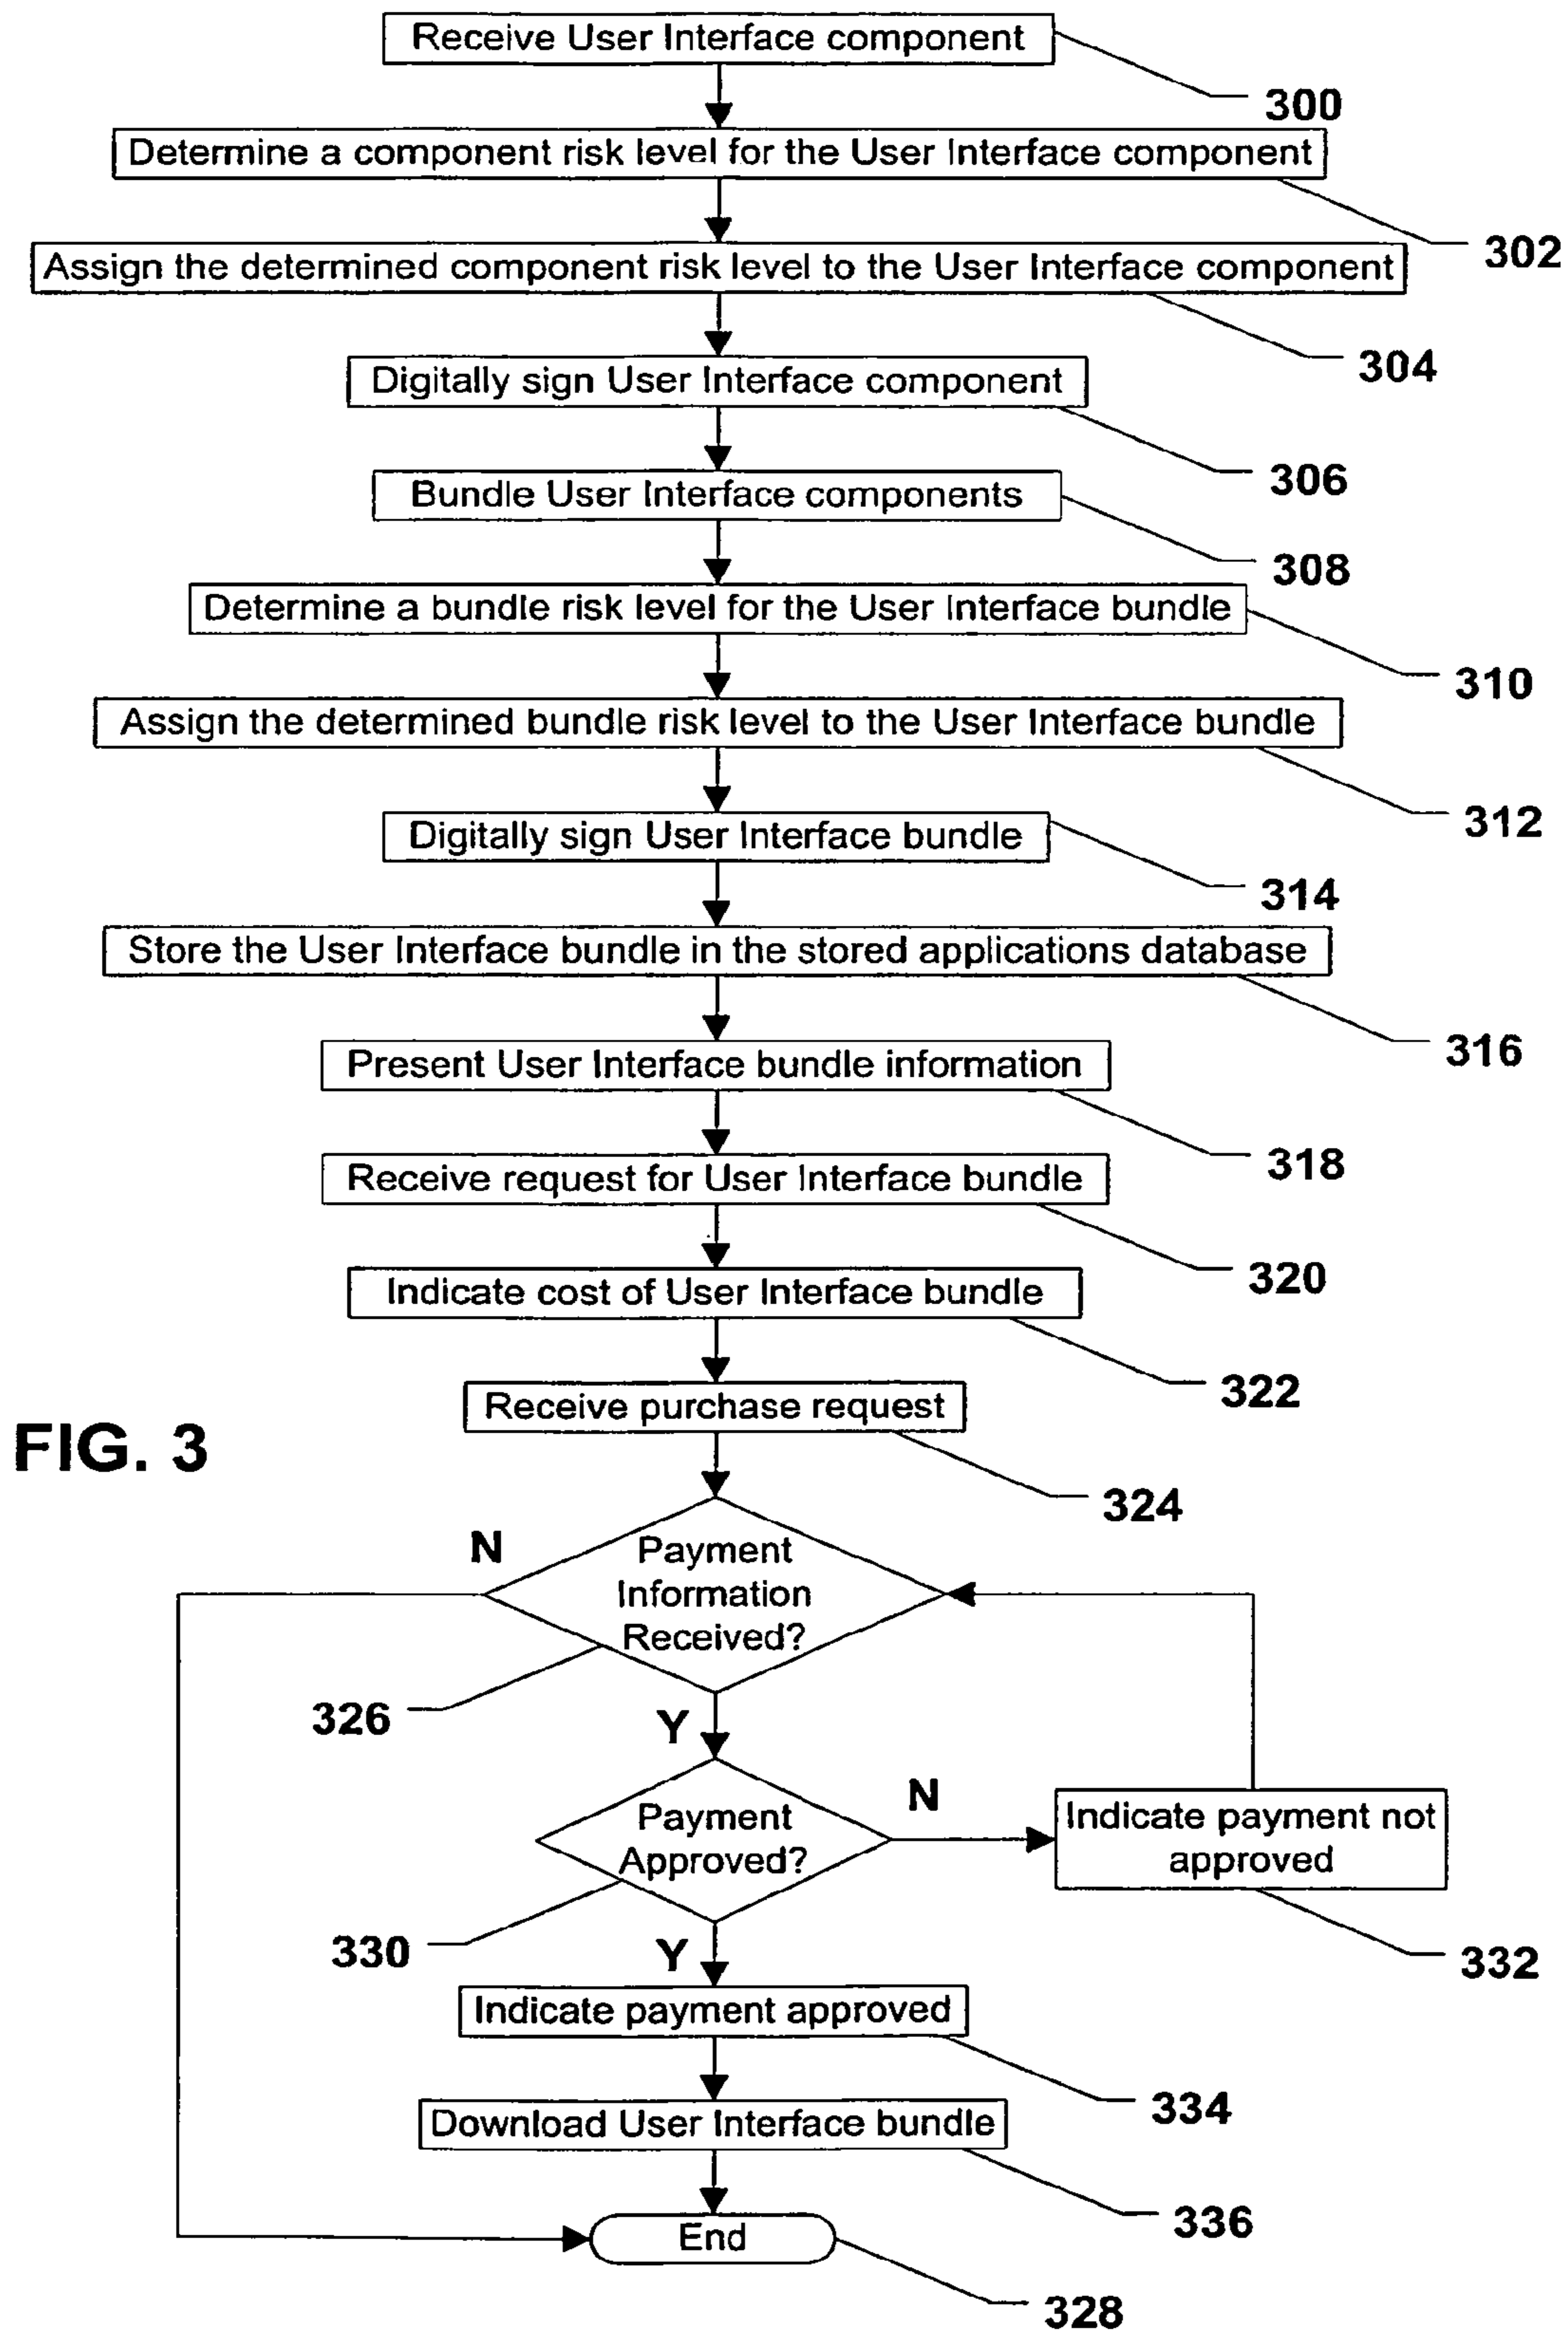 Receive User Interface component
300
Determine a component risk level for the User Interface component
302
Assign the determined component risk level to the User Interface component
304
Digitally sign User Interface component
306
Bundle User Interface components
308
Determine a bundle risk level for the User Interface bundle
310
Assign the determined bundle risk level to the User Interface bundle
312
Digitally sign User Interface bundle
314
Store the User Interface bundle in the stored applications database
316
Present User Interface bundle information
318
Receive request for User Interface bundle
320
Indicate cost of User Interface bundle
322
Receive purchase request
324
FIG. 3
N
Payment
Information
Received?
326
Y
Payment
Approved?
330
N
Indicate payment not
approved
332
Y
Indicate payment approved
334
Download User Interface bundle
336
End
328